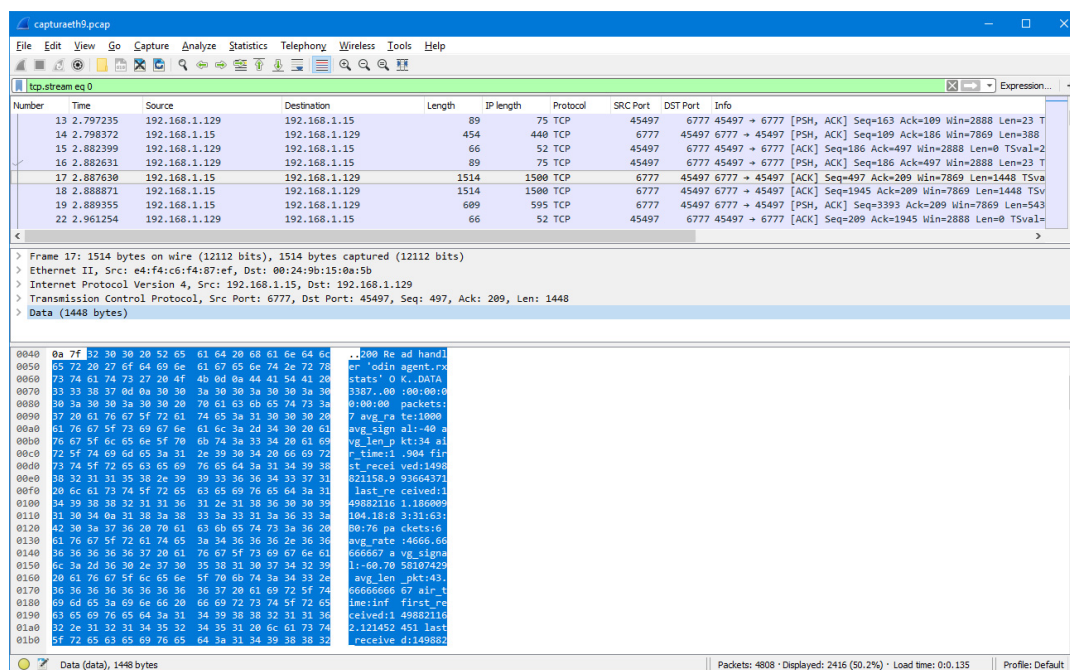 capturaeth9.pcap
File Edit View Go Capture Analyze Statistics Telephony Wireless Tools Help
tcp.stream eq 0 Expression...
Number Time Source Destination Length IP length Protocol SRC Port DST Port Info
13 2.797235 192.168.1.129 192.168.1.15 89 75 TCP 45497 6777 45497 → 6777 [PSH, ACK] Seq=163 Ack=109 Win=2888 Len=23 T
14 2.798372 192.168.1.15 192.168.1.129 454 440 TCP 6777 45497 6777 → 45497 [PSH, ACK] Seq=109 Ack=186 Win=7869 Len=388
15 2.882399 192.168.1.129 192.168.1.15 66 52 TCP 45497 6777 45497 → 6777 [ACK] Seq=186 Ack=497 Win=2888 Len=0 TSval=2
16 2.882631 192.168.1.129 192.168.1.15 89 75 TCP 45497 6777 45497 → 6777 [PSH, ACK] Seq=186 Ack=497 Win=2888 Len=23 T
17 2.887630 192.168.1.15 192.168.1.129 1514 1500 TCP 6777 45497 6777 → 45497 [ACK] Seq=497 Ack=209 Win=7869 Len=1448 TSva
18 2.888871 192.168.1.15 192.168.1.129 1514 1500 TCP 6777 45497 6777 → 45497 [ACK] Seq=1945 Ack=209 Win=7869 Len=1448 TSv
19 2.889355 192.168.1.15 192.168.1.129 609 595 TCP 6777 45497 6777 → 45497 [PSH, ACK] Seq=3393 Ack=209 Win=7869 Len=543
22 2.961254 192.168.1.129 192.168.1.15 66 52 TCP 45497 6777 45497 → 6777 [ACK] Seq=209 Ack=1945 Win=2888 Len=0 TSval=
> Frame 17: 1514 bytes on wire (12112 bits), 1514 bytes captured (12112 bits)
> Ethernet II, Src: e4:f4:c6:f4:87:ef, Dst: 00:24:9b:15:0a:5b
> Internet Protocol Version 4, Src: 192.168.1.15, Dst: 192.168.1.129
> Transmission Control Protocol, Src Port: 6777, Dst Port: 45497, Seq: 497, Ack: 209, Len: 1448
> Data (1448 bytes)
0040 0a 7f 32 30 30 20 52 65 61 64 20 68 61 6e 64 6c ..200 Re ad handl
0050 65 72 20 27 6f 64 69 6e 61 67 65 6e 74 2e 72 78 er 'odin agent.rx
0060 73 74 61 74 73 27 20 4f 4b 0d 0a 44 41 54 41 20 stats' O K..DATA
0070 33 33 38 37 0d 0a 30 30 3a 30 30 3a 30 30 3a 30 3387..00 :00:00:0
0080 30 3a 30 30 3a 30 30 20 70 61 63 6b 65 74 73 3a 0:00:00 packets:
0090 37 20 61 76 67 5f 72 61 74 65 3a 31 30 30 30 20 7 avg_ra te:1000
00a0 61 76 67 5f 73 69 67 6e 61 6c 3a 2d 34 30 20 61 avg_sign al:-40 a
00b0 76 67 5f 6c 65 6e 5f 70 6b 74 3a 33 34 20 61 69 vg_len_p kt:34 ai
00c0 72 5f 74 69 6d 65 3a 31 2e 39 30 34 20 66 69 72 r_time:1 .904 fir
00d0 73 74 5f 72 65 63 65 69 76 65 64 3a 31 34 39 38 st_recei ved:1498
00e0 38 32 31 31 35 38 2e 39 39 33 36 36 34 33 37 31 821158.9 93664371
00f0 20 6c 61 73 74 5f 72 65 63 65 69 76 65 64 3a 31 last_re ceived:1
0100 34 39 38 38 32 31 31 36 31 2e 31 38 36 30 30 39 49882116 1.186009
0110 31 30 34 0a 31 38 3a 38 33 3a 33 31 3a 36 33 3a 104.18:8 3:31:63:
0120 42 30 3a 37 36 20 70 61 63 6b 65 74 73 3a 36 20 B0:76 pa ckets:6
0130 61 76 67 5f 72 61 74 65 3a 34 36 36 36 2e 36 36 avg_rate :4666.66
0140 36 36 36 36 36 37 20 61 76 67 5f 73 69 67 6e 61 666667 a vg_signa
0150 6c 3a 2d 36 30 2e 37 30 35 38 31 30 37 34 32 39 l:-60.70 58107429
0160 20 61 76 67 5f 6c 65 6e 5f 70 6b 74 3a 34 33 2e avg_len _pkt:43.
0170 36 36 36 36 36 36 36 36 36 37 20 61 69 72 5f 74 66666666 67 air_t
0180 69 6d 65 3a 69 6e 66 20 66 69 72 73 74 5f 72 65 ime:inf first_re
0190 63 65 69 76 65 64 3a 31 34 39 38 38 32 31 31 36 ceived:1 49882116
01a0 32 2e 31 32 31 34 35 32 34 35 31 20 6c 61 73 74 2.121452 451 last
01b0 5f 72 65 63 65 69 76 65 64 3a 31 34 39 38 38 32 _receive d:149882
Data (data), 1448 bytes Packets: 4808 · Displayed: 2416 (50.2%) · Load time: 0:0.135 Profile: Default